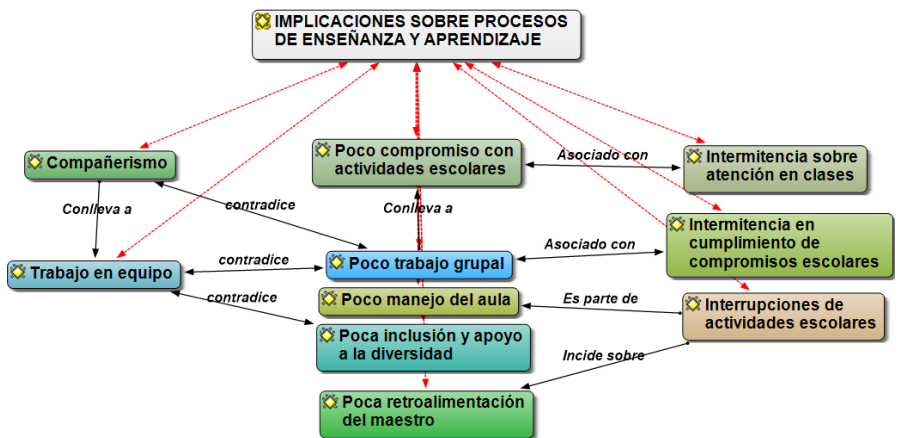 IMPLICACIONES SOBRE PROCESOS
DE ENSEÑANZA Y APRENDIZAJE
Compañerismo
Poco compromiso con
actividades escolares
Asociado con
Intermitencia sobre
atención en clases
Conlleva a
contradice
Conlleva a
Intermitencia en
cumplimiento de
compromisos escolares
Trabajo en equipo
contradice
Poco trabajo grupal
Asociado con
contradice
Poco manejo del aula
Es parte de
Interrupciones de
actividades escolares
Poca inclusión y apoyo
a la diversidad
Incide sobre
Poca retroalimentación
del maestro